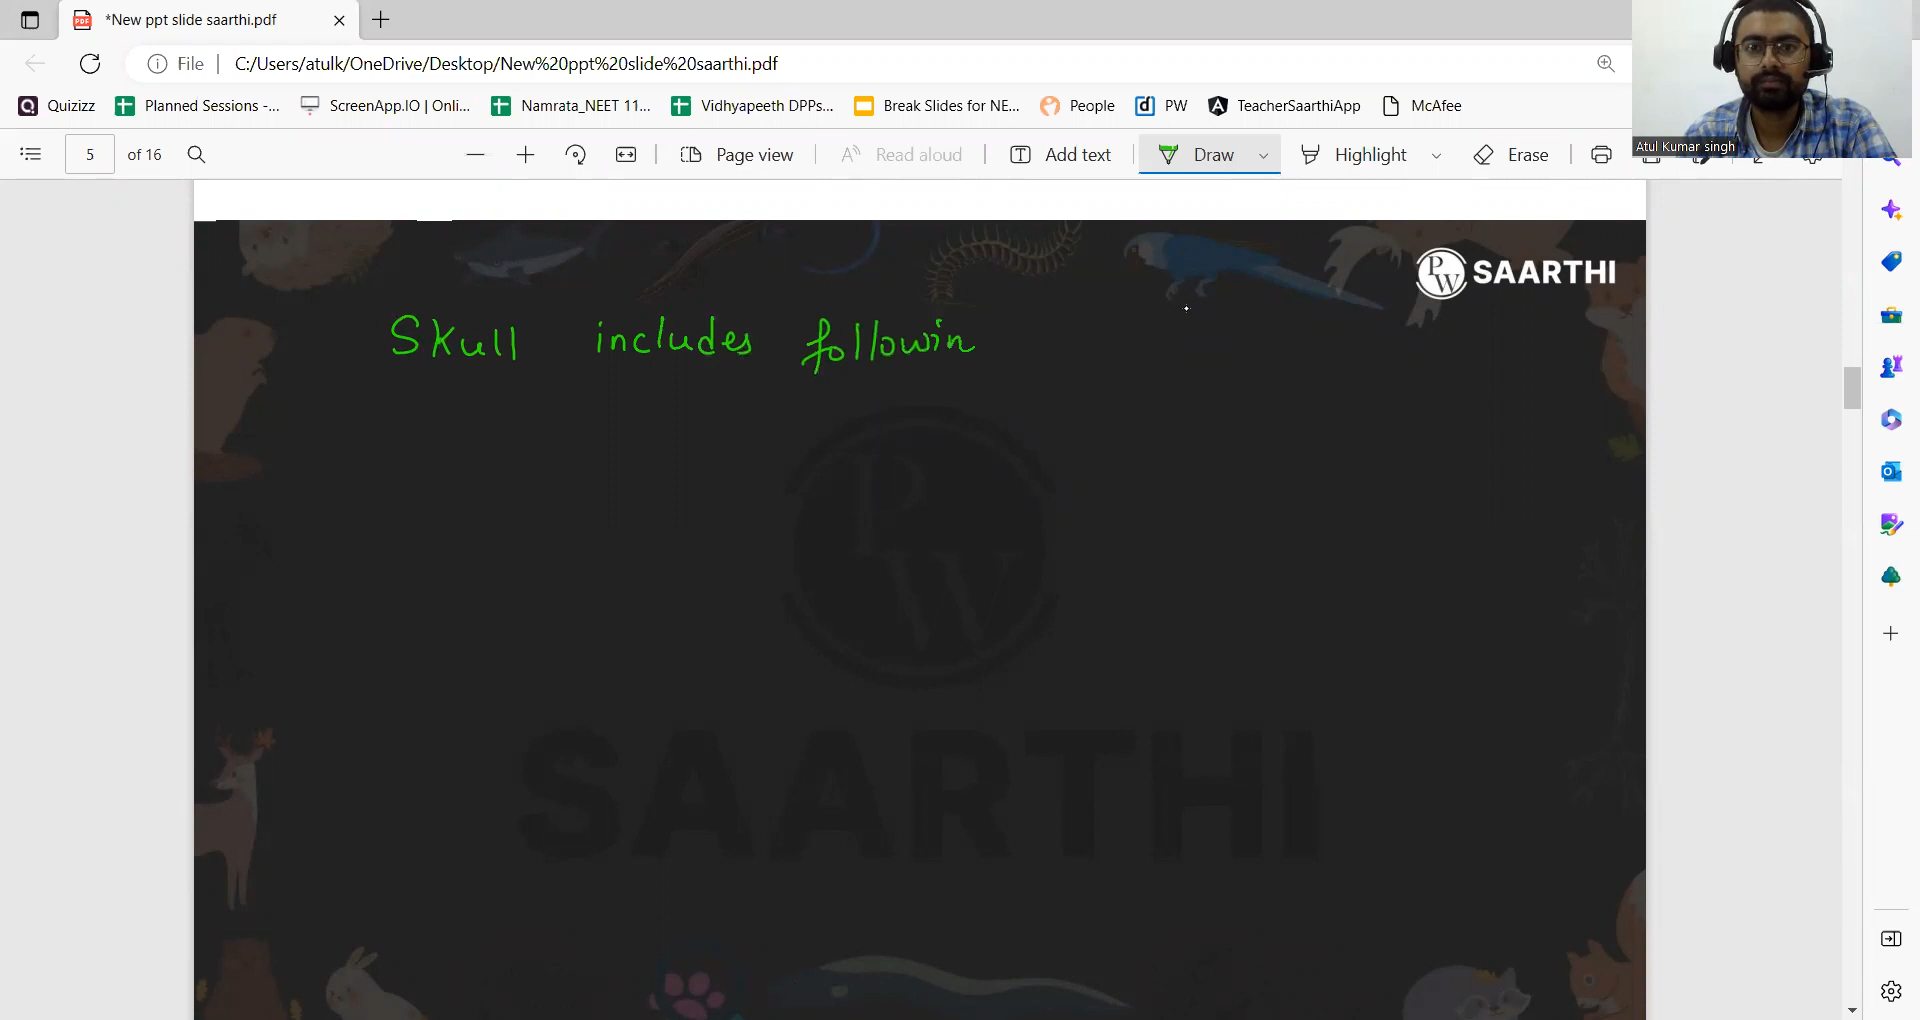 *New ppt slide saarthi.pdf
File C:/Users/atulk/OneDrive/Desktop/New%20ppt%20slide%20saarthi.pdf
Quizizz Planned Sessions -... ScreenApp.IO | Onli... Namrata_NEET 11... Vidhyapeeth DPPs... Break Slides for NE... People PW TeacherSaarthiApp McAfee
Atul Kumar singh
5 of 16 Page view Read aloud Add text Draw Highlight Erase
PW SAARTHI
Skull includes followin
PW
SAARTHI